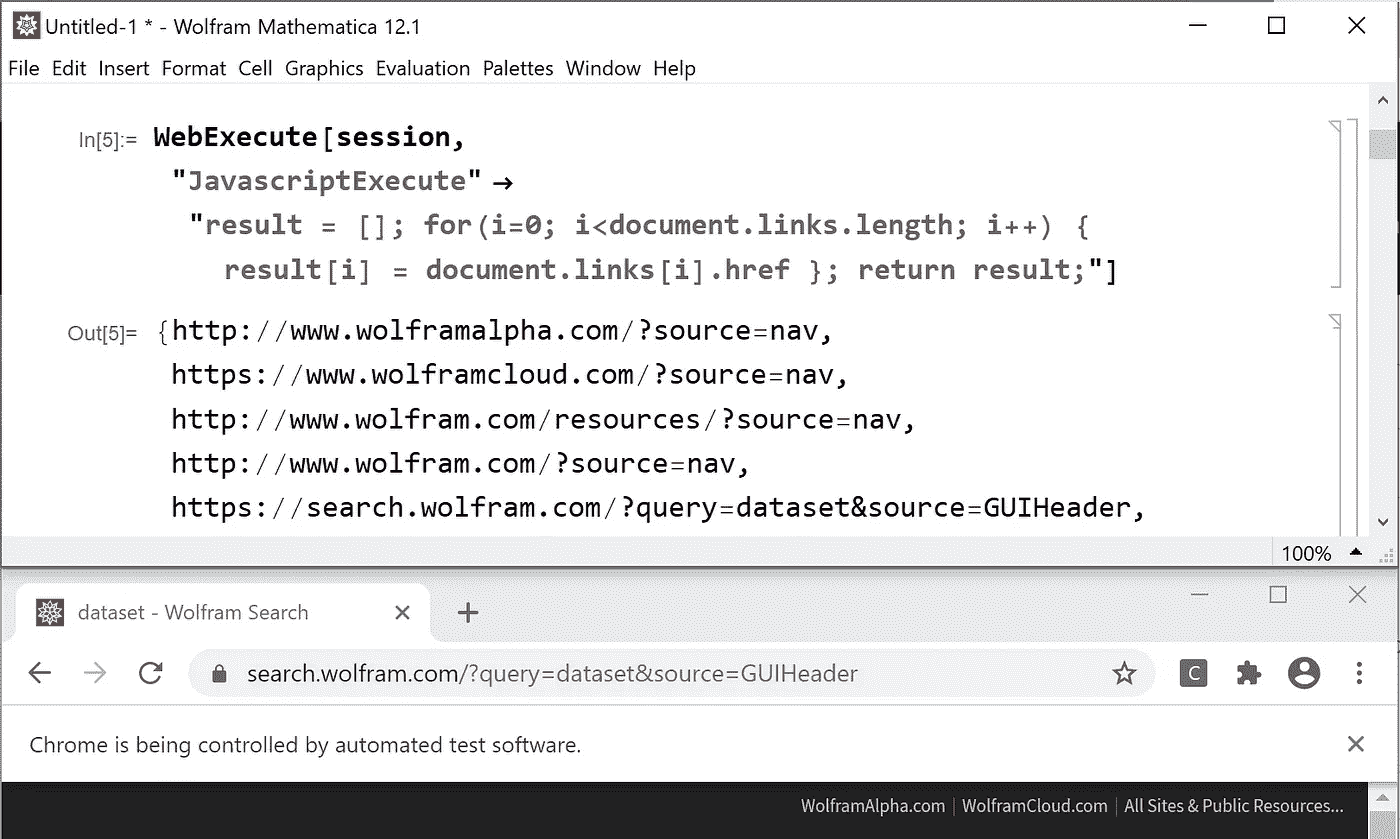 Untitled-1 * - Wolfram Mathematica 12.1
File Edit Insert Format Cell Graphics Evaluation Palettes Window Help
In[5]:= WebExecute[session,
"JavascriptExecute" →
"result = []; for(i=0; i<document.links.length; i++) {
result[i] = document.links[i].href }; return result;"]
Out[5]= {http://www.wolframalpha.com/?source=nav,
https://www.wolframcloud.com/?source=nav,
http://www.wolfram.com/resources/?source=nav,
http://www.wolfram.com/?source=nav,
https://search.wolfram.com/?query=dataset&source=GUIHeader,
100%
dataset - Wolfram Search
search.wolfram.com/?query=dataset&source=GUIHeader
C
Chrome is being controlled by automated test software.
WolframAlpha.com | WolframCloud.com | All Sites & Public Resources...